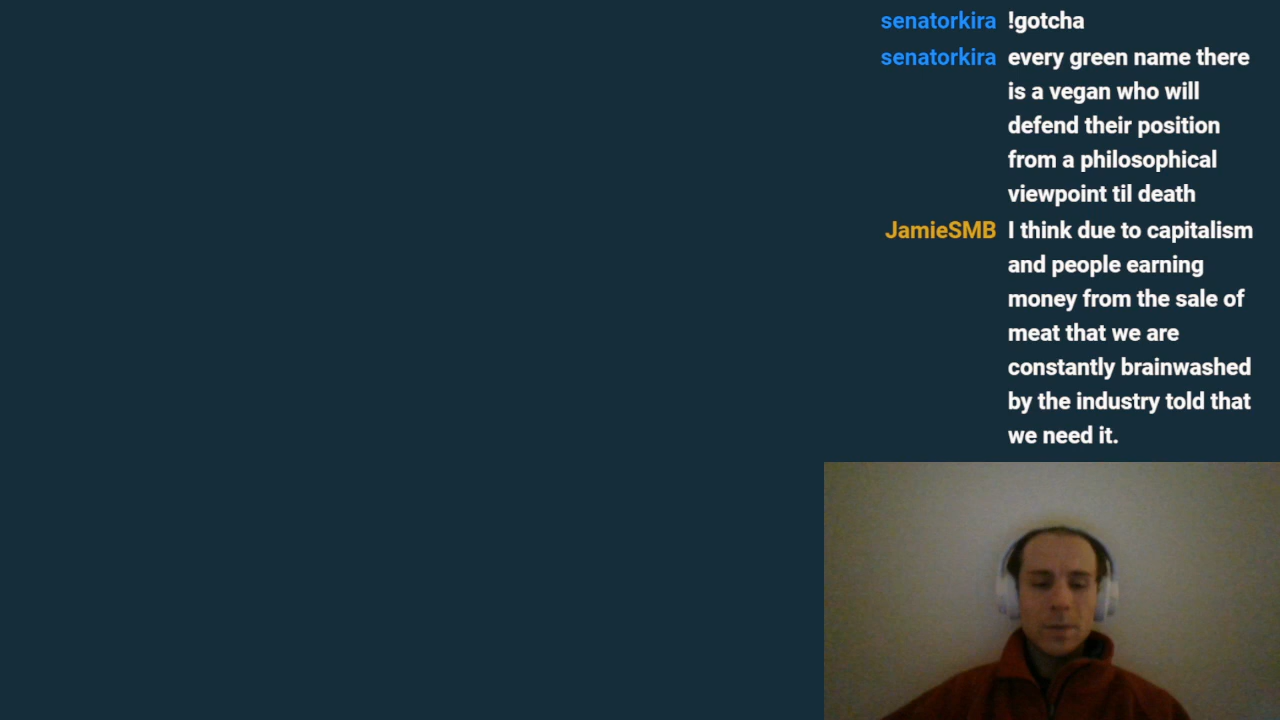 senatorkira !gotcha
senatorkira every green name there
is a vegan who will
defend their position
from a philosophical
viewpoint til death
JamieSMB I think due to capitalism
and people earning
money from the sale of
meat that we are
constantly brainwashed
by the industry told that
we need it.